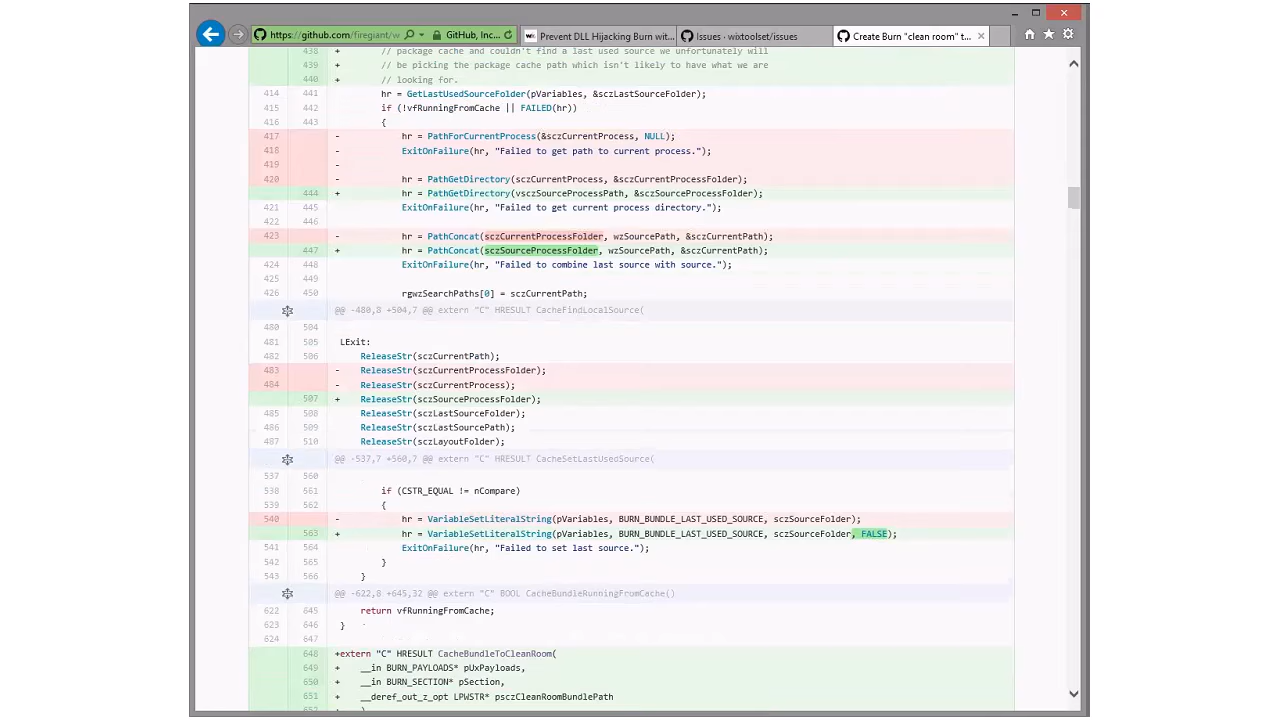 https://github.com/firegiant/w GitHub, Inc... Prevent DLL Hijacking Burn wit... Issues · wixtoolset/issues Create Burn "clean room" t...
438 + // package cache and couldn't find a last used source we unfortunately will
439 + // be picking the package cache path which isn't likely to have what we are
440 + // looking for.
414 441 hr = GetLastUsedSourceFolder(pVariables, &sczLastSourceFolder);
415 442 if (!vfRunningFromCache || FAILED(hr))
416 443 {
417 - hr = PathForCurrentProcess(&sczCurrentProcess, NULL);
418 - ExitOnFailure(hr, "Failed to get path to current process.");
419 -
420 - hr = PathGetDirectory(sczCurrentProcess, &sczCurrentProcessFolder);
444 + hr = PathGetDirectory(vsczSourceProcessPath, &sczSourceProcessFolder);
421 445 ExitOnFailure(hr, "Failed to get current process directory.");
422 446
423 - hr = PathConcat(sczCurrentProcessFolder, wzSourcePath, &sczCurrentPath);
447 + hr = PathConcat(sczSourceProcessFolder, wzSourcePath, &sczCurrentPath);
424 448 ExitOnFailure(hr, "Failed to combine last source with source.");
425 449
426 450 rgwzSearchPaths[0] = sczCurrentPath;
@@ -480,8 +504,7 @@ extern "C" HRESULT CacheFindLocalSource(
480 504
481 505 LExit:
482 506 ReleaseStr(sczCurrentPath);
483 - ReleaseStr(sczCurrentProcessFolder);
484 - ReleaseStr(sczCurrentProcess);
507 + ReleaseStr(sczSourceProcessFolder);
485 508 ReleaseStr(sczLastSourceFolder);
486 509 ReleaseStr(sczLastSourcePath);
487 510 ReleaseStr(sczLayoutFolder);
@@ -537,7 +560,7 @@ extern "C" HRESULT CacheSetLastUsedSource(
537 560
538 561 if (CSTR_EQUAL != nCompare)
539 562 {
540 - hr = VariableSetLiteralString(pVariables, BURN_BUNDLE_LAST_USED_SOURCE, sczSourceFolder);
563 + hr = VariableSetLiteralString(pVariables, BURN_BUNDLE_LAST_USED_SOURCE, sczSourceFolder, FALSE);
541 564 ExitOnFailure(hr, "Failed to set last source.");
542 565 }
543 566 }
@@ -622,8 +645,32 @@ extern "C" BOOL CacheBundleRunningFromCache()
622 645 return vfRunningFromCache;
623 646 }
624 647
648 +extern "C" HRESULT CacheBundleToCleanRoom(
649 + __in BURN_PAYLOADS* pUxPayloads,
650 + __in BURN_SECTION* pSection,
651 + __deref_out_z_opt LPWSTR* psczCleanRoomBundlePath
652 + )